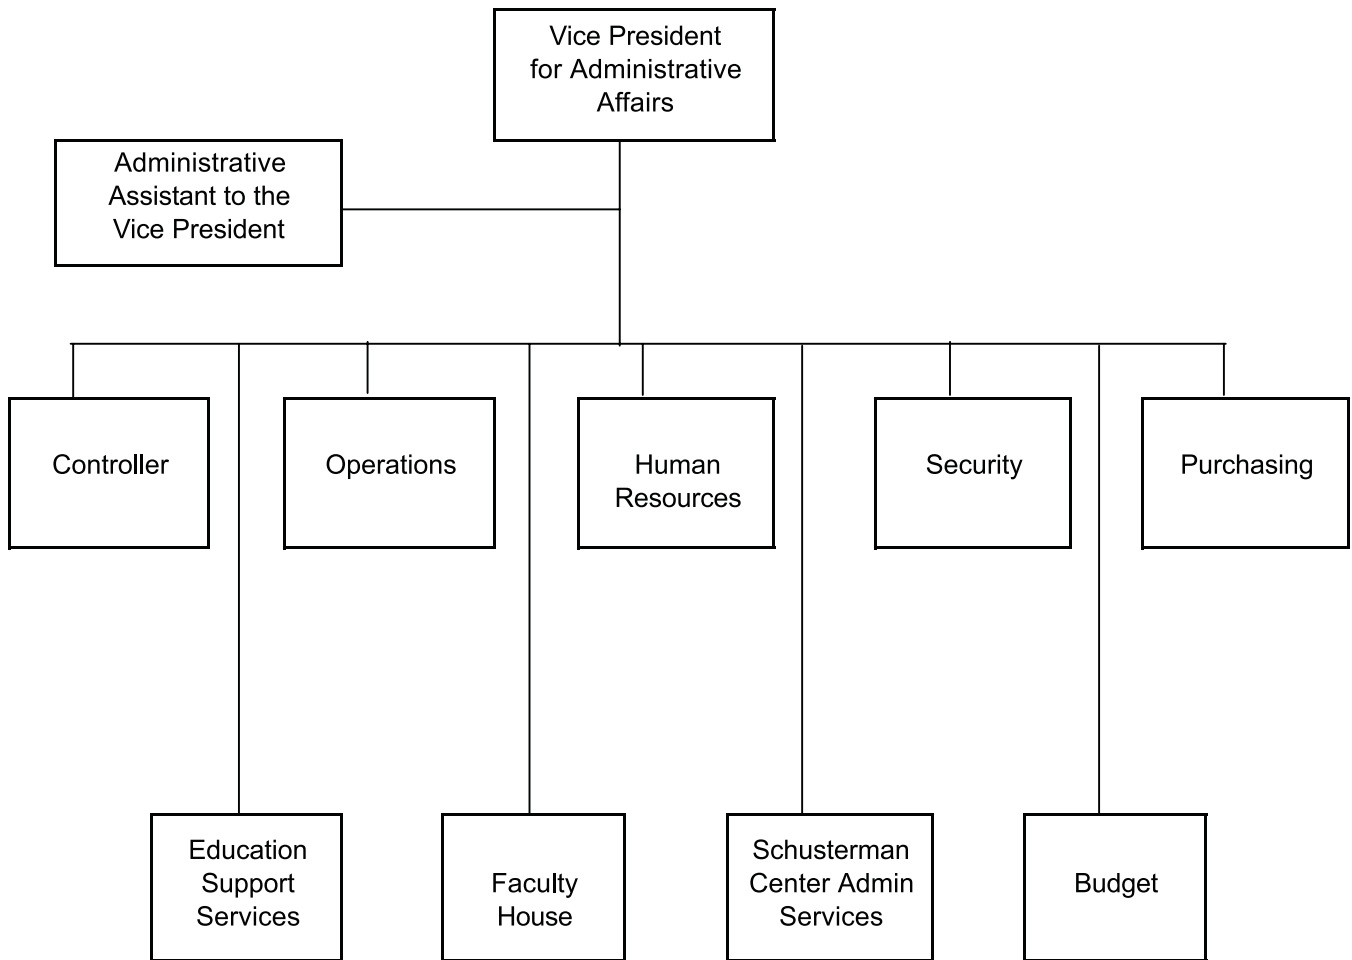 Vice President
for Administrative
Affairs
Administrative
Assistant to the
Vice President
Controller
Operations
Human
Resources
Security
Purchasing
Education
Support
Services
Faculty
House
Schusterman
Center Admin
Services
Budget